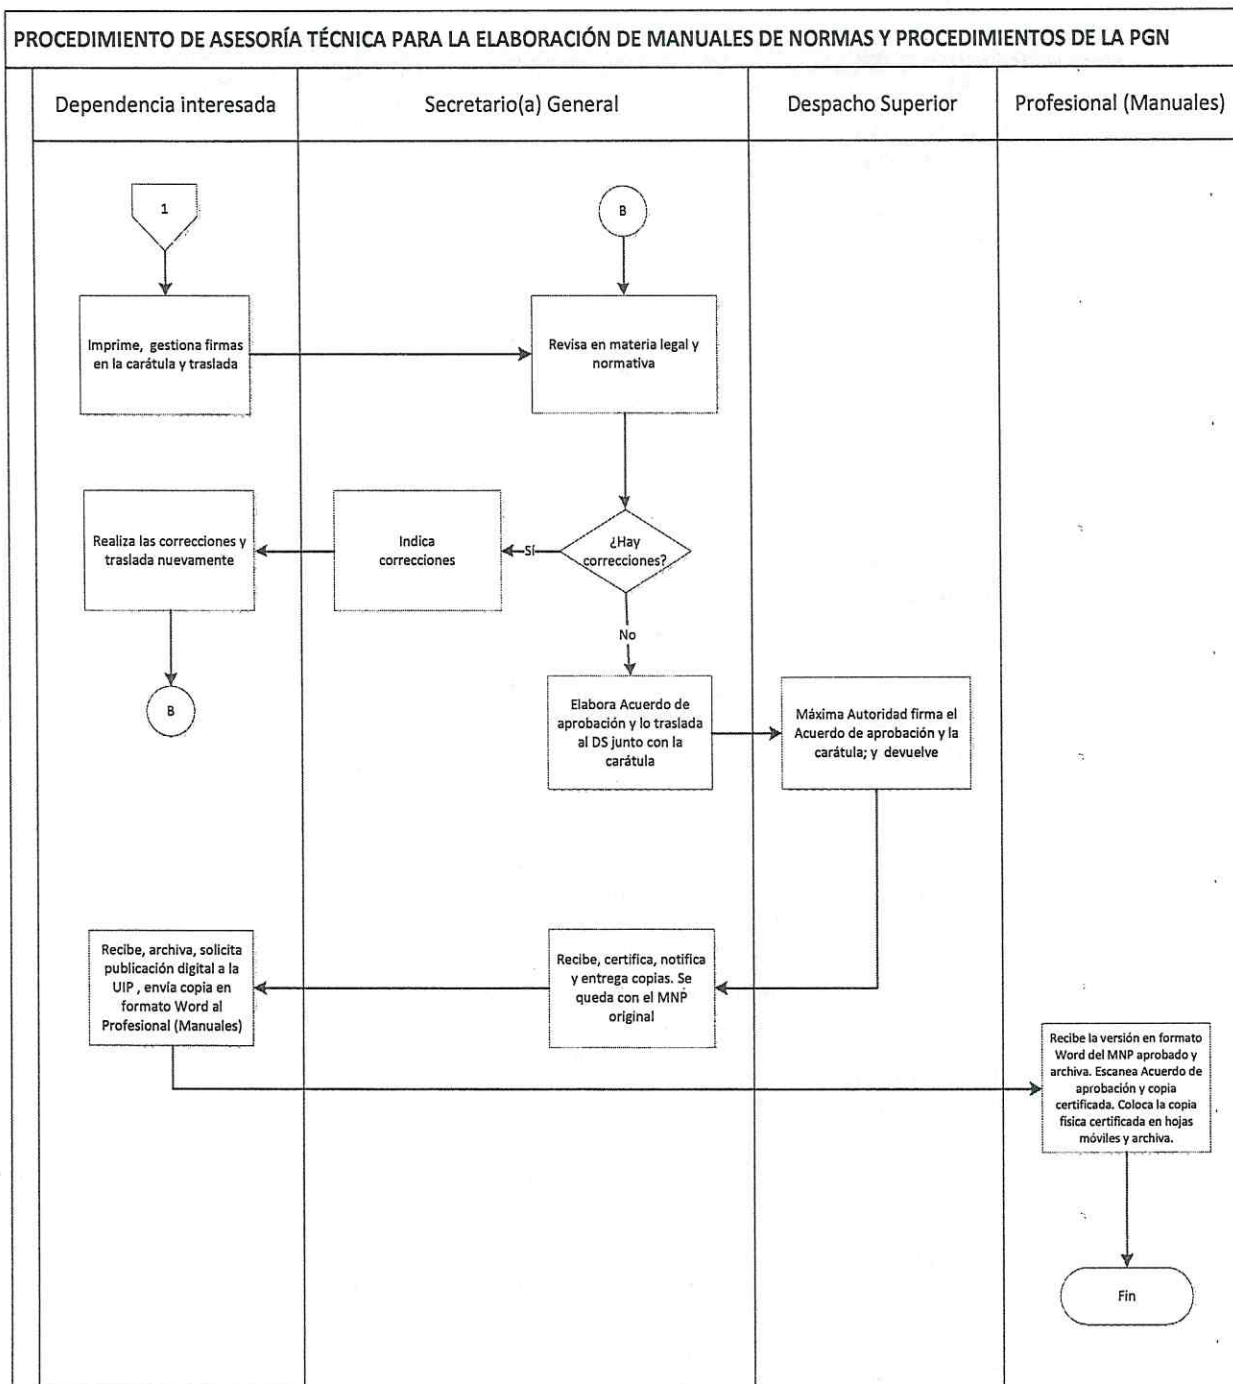 PROCEDIMIENTO DE ASESORÍA TÉCNICA PARA LA ELABORACIÓN DE MANUALES DE NORMAS Y PROCEDIMIENTOS DE LA PGN
Dependencia interesada
Secretario(a) General
Despacho Superior
Profesional (Manuales)
1
B
Imprime, gestiona firmas
en la carátula y traslada
Revisa en materia legal y
normativa
Realiza las correcciones y
traslada nuevamente
Indica
correcciones
Sí
¿Hay
correcciones?
No
B
Elabora Acuerdo de
aprobación y lo traslada
al DS junto con la
carátula
Máxima Autoridad firma el
Acuerdo de aprobación y la
carátula; y devuelve
Recibe, archiva, solicita
publicación digital a la
UIP , envía copia en
formato Word al
Profesional (Manuales)
Recibe, certifica, notifica
y entrega copias. Se
queda con el MNP
original
Recibe la versión en formato
Word del MNP aprobado y
archiva. Escanea Acuerdo de
aprobación y copia
certificada. Coloca la copia
física certificada en hojas
móviles y archiva.
Fin